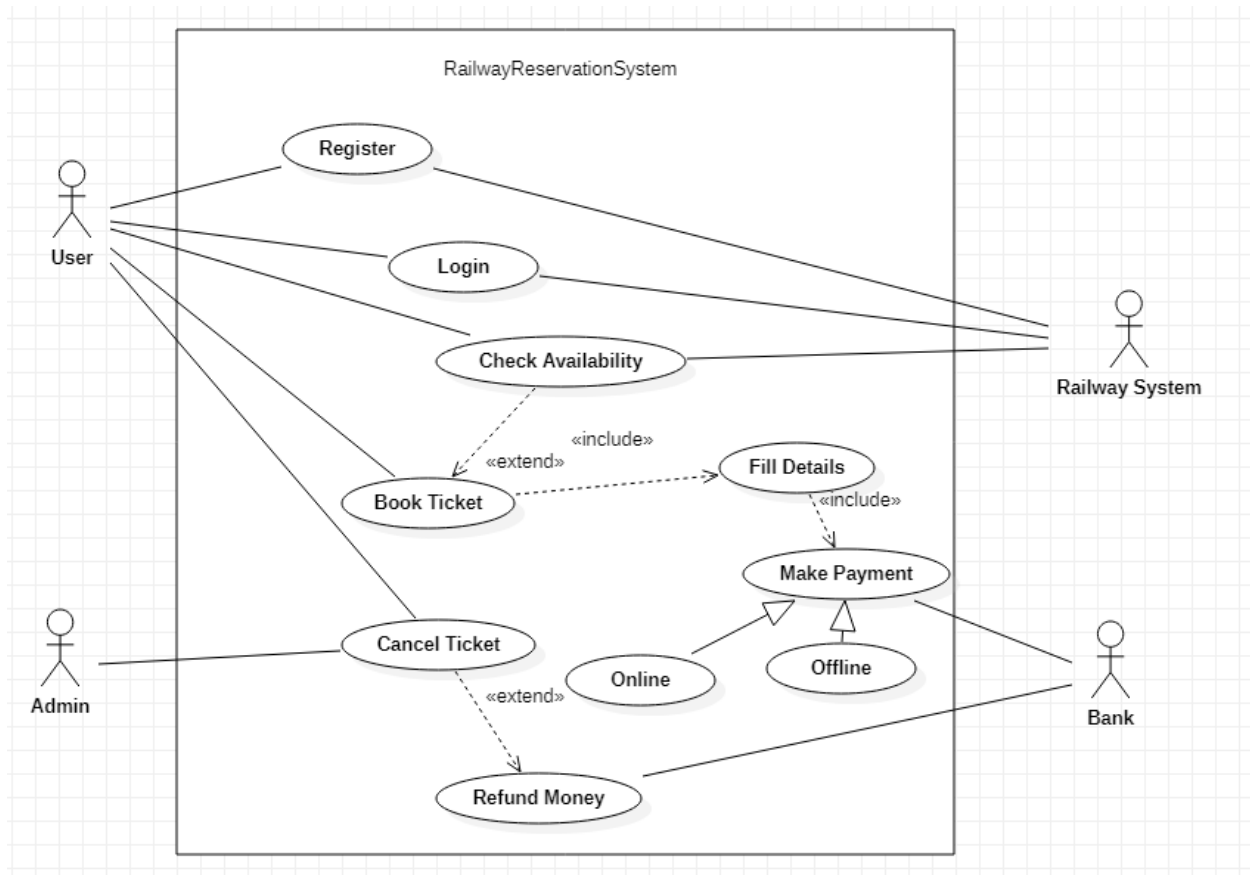 RailwayReservationSystem
Register
User
Login
Check Availability
Railway System
«include»
«extend»
Fill Details
Book Ticket
«include»
Make Payment
Cancel Ticket
Online
Offline
Admin
«extend»
Bank
Refund Money